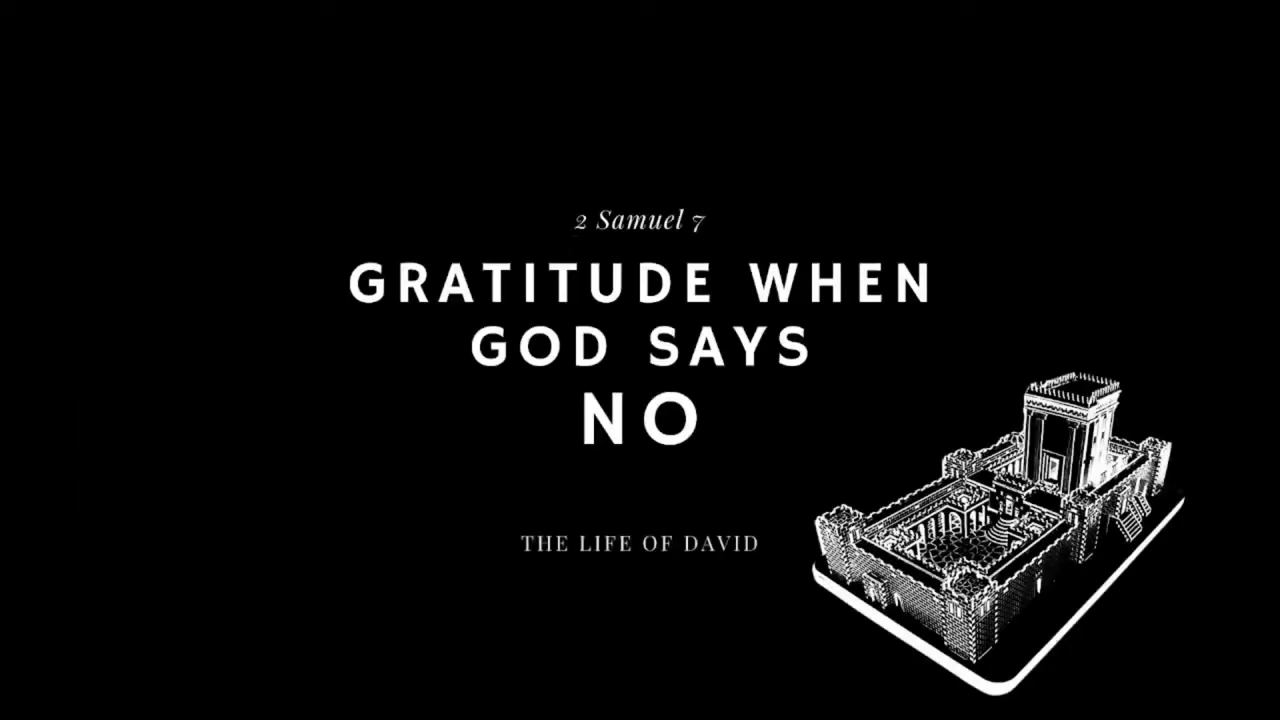 2 Samuel 7
GRATITUDE WHEN
GOD SAYS
NO
THE LIFE OF DAVID